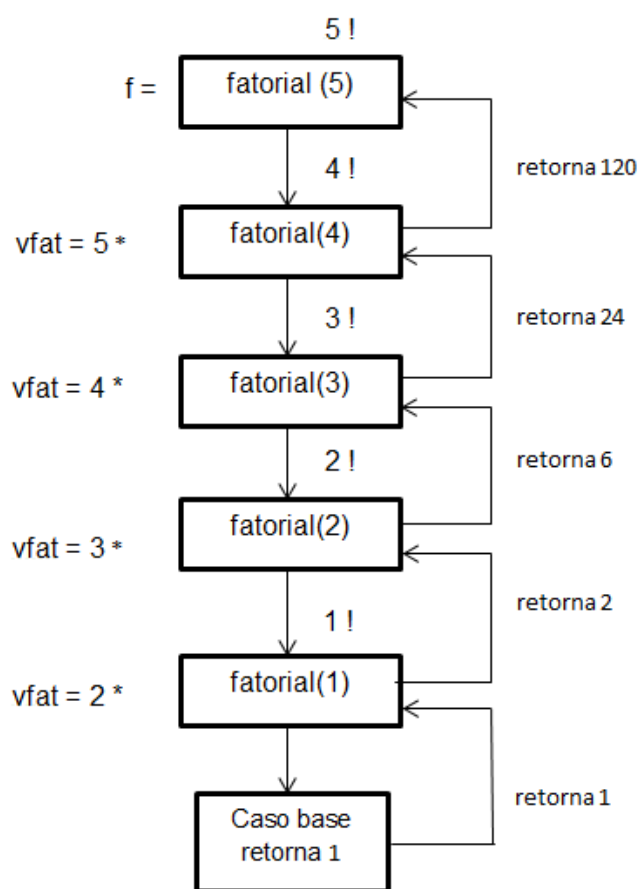 5 !
f =
fatorial (5)
4 !
retorna 120
vfat = 5 *
fatorial(4)
3 !
retorna 24
vfat = 4 *
fatorial(3)
2 !
retorna 6
vfat = 3 *
fatorial(2)
1 !
retorna 2
vfat = 2 *
fatorial(1)
Caso base
retorna 1
retorna 1